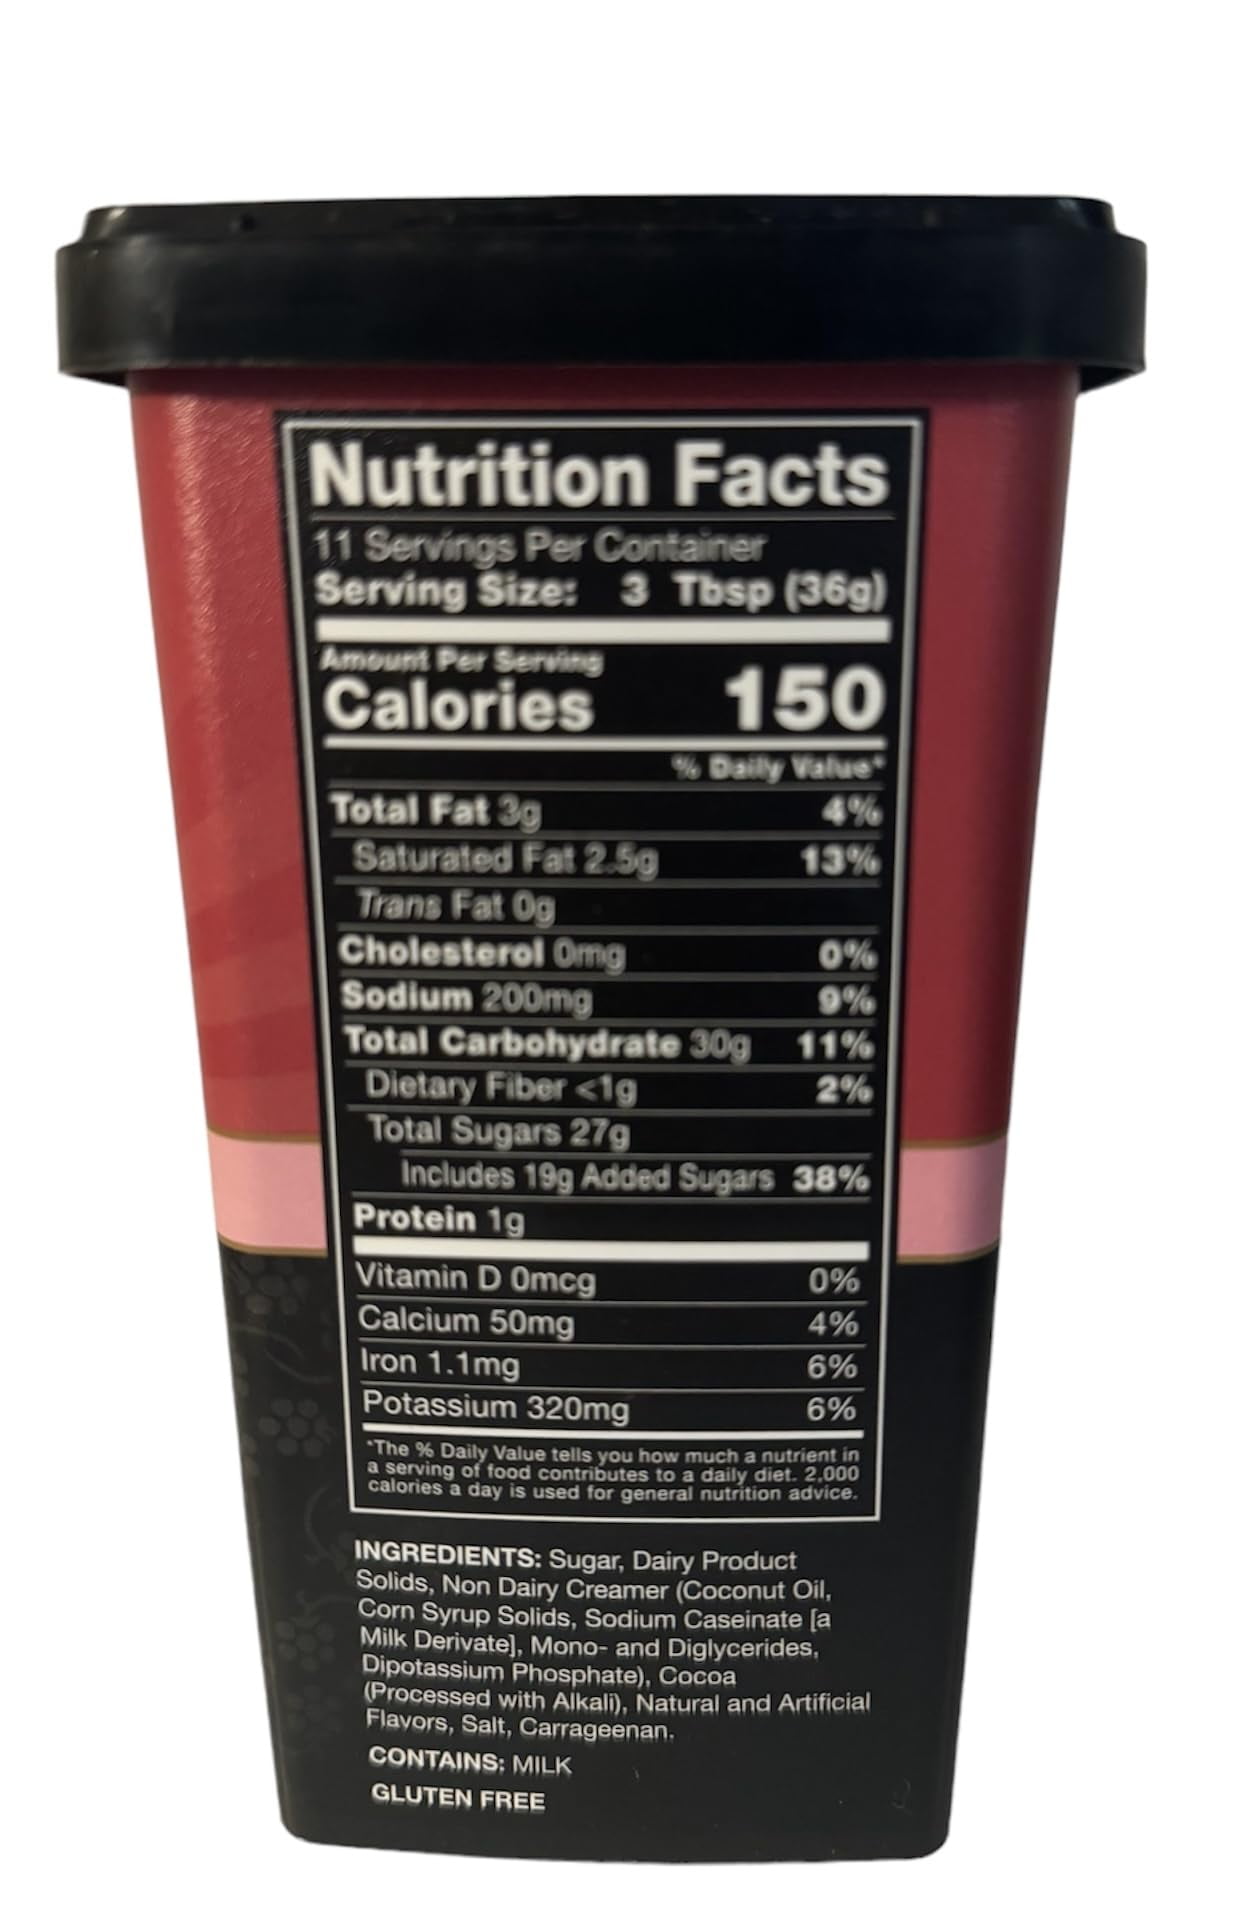 Nutrition Facts
11 Servings Per Container
Serving Size: 3 Tbsp (36g)
Amount Per Serving
Calories 150
% Daily Value*
Total Fat 3g 4%
Saturated Fat 2.5g 13%
Trans Fat 0g
Cholesterol 0mg 0%
Sodium 200mg 9%
Total Carbohydrate 30g 11%
Dietary Fiber <1g 2%
Total Sugars 27g
Includes 19g Added Sugars 38%
Protein 1g
Vitamin D 0mcg 0%
Calcium 50mg 4%
Iron 1.1mg 6%
Potassium 320mg 6%
*The % Daily Value tells you how much a nutrient in
a serving of food contributes to a daily diet. 2,000
calories a day is used for general nutrition advice.
INGREDIENTS: Sugar, Dairy Product
Solids, Non Dairy Creamer (Coconut Oil,
Corn Syrup Solids, Sodium Caseinate [a
Milk Derivate], Mono- and Diglycerides,
Dipotassium Phosphate), Cocoa
(Processed with Alkali), Natural and Artificial
Flavors, Salt, Carrageenan.
CONTAINS: MILK
GLUTEN FREE